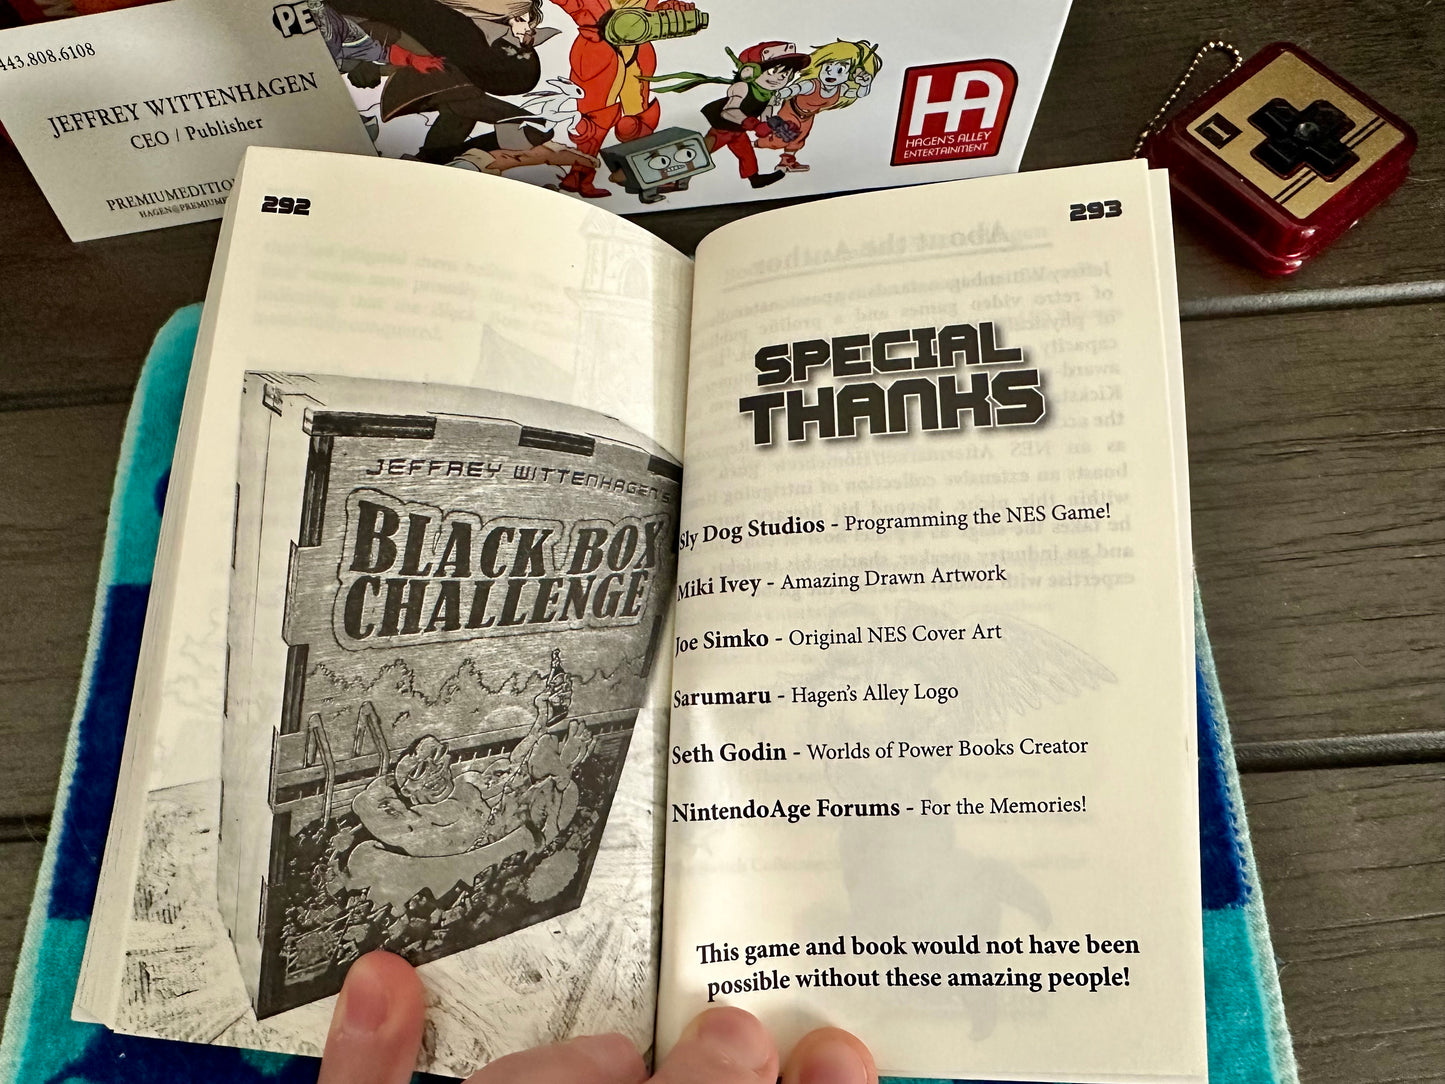 443.808.6108
JEFFREY WITTENHAGEN
CEO / Publisher
PE
HA
HAGEN'S ALLEY
ENTERTAINMENT
292
JEFFREY WITTENHAGEN'S
BLACK BOX
CHALLENGE
293
SPECIAL
THANKS
Sly Dog Studios - Programming the NES Game!
Miki Ivey - Amazing Drawn Artwork
Joe Simko - Original NES Cover Art
Sarumaru - Hagen's Alley Logo
Seth Godin - Worlds of Power Books Creator
NintendoAge Forums - For the Memories!
This game and book would not have been
possible without these amazing people!